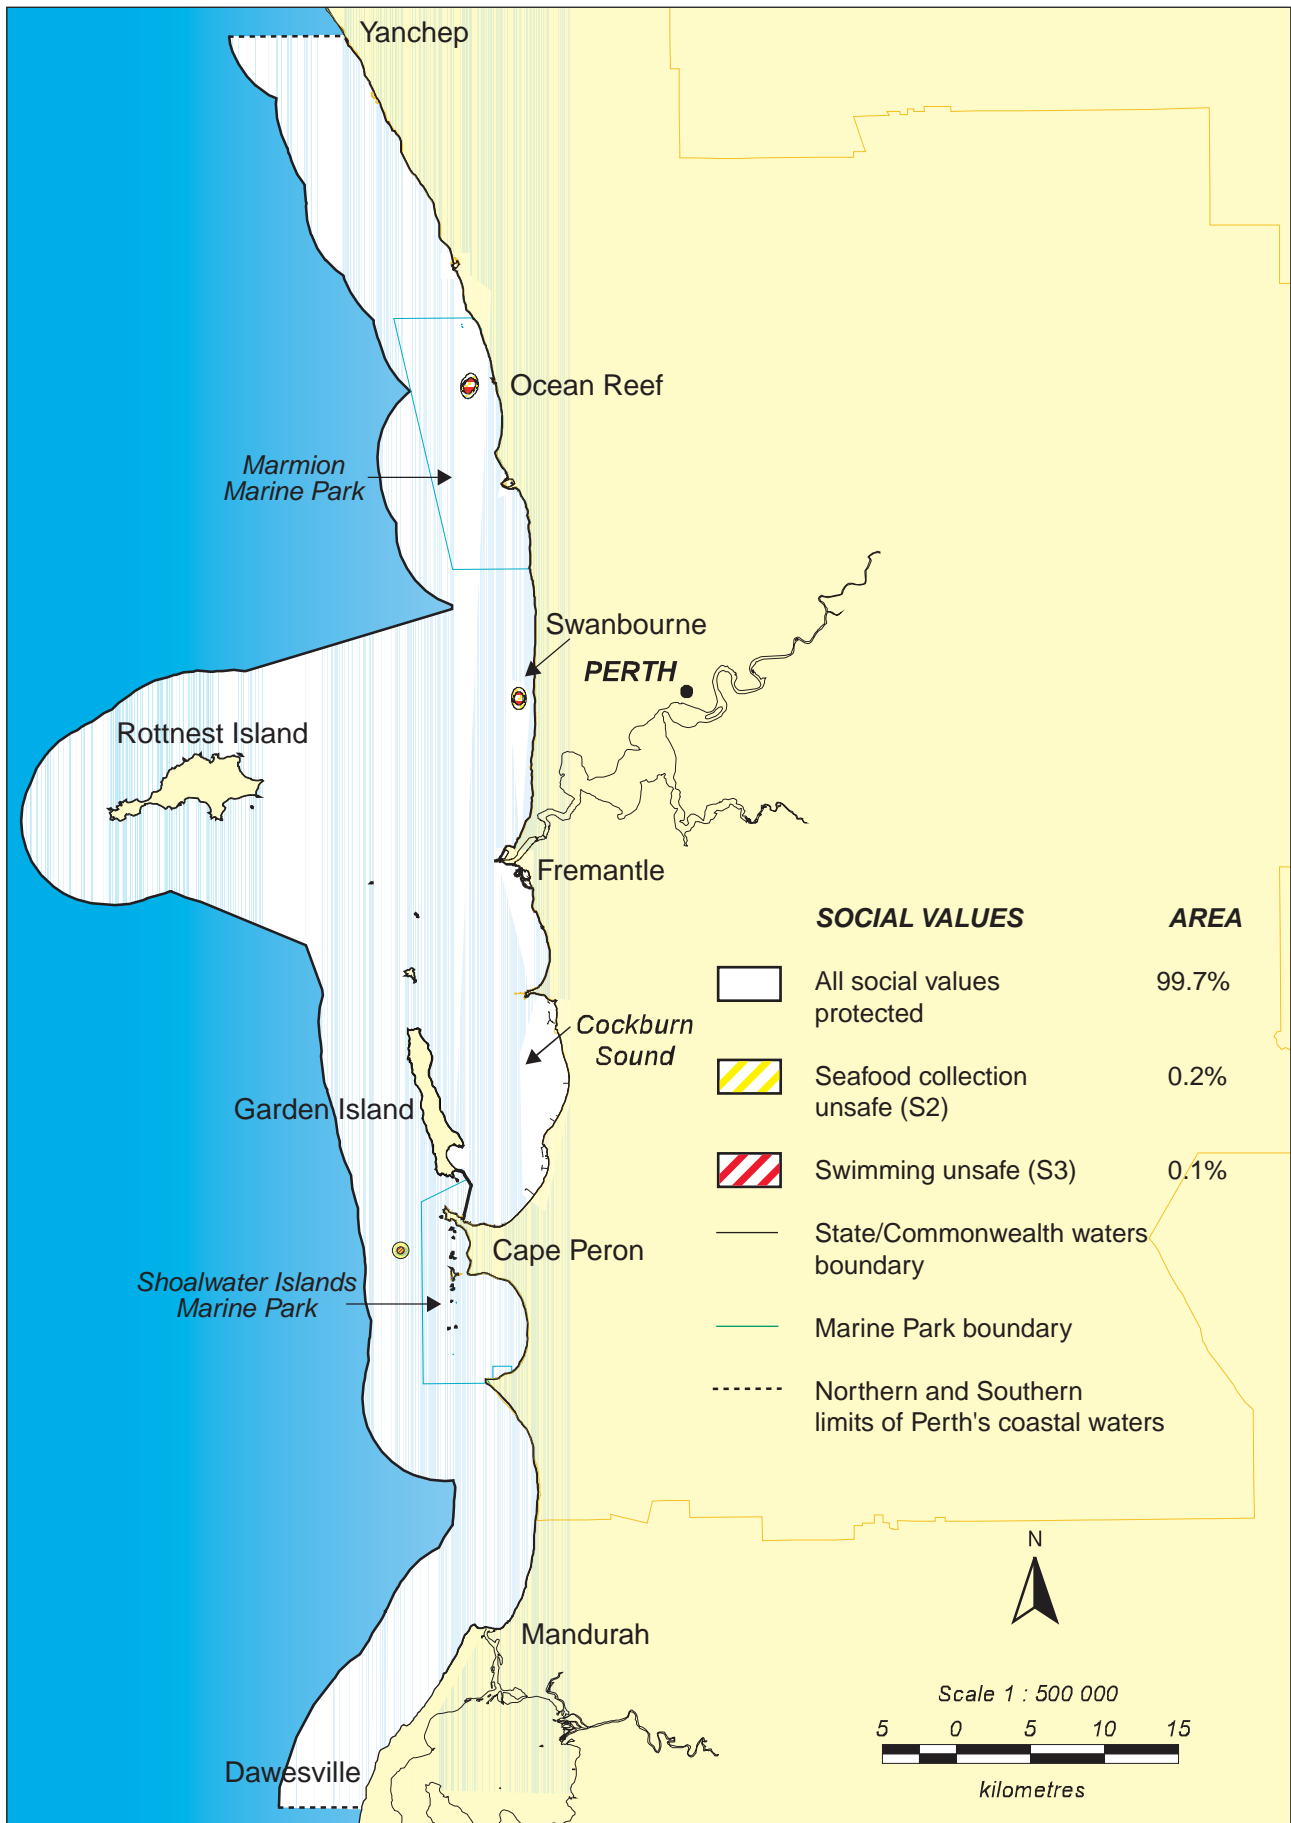 Yanchep
Ocean Reef
Marmion
Marine Park
Swanbourne
PERTH
Rottnest Island
Fremantle
SOCIAL VALUES AREA
All social values 99.7%
protected
Cockburn
Sound
Seafood collection 0.2%
unsafe (S2)
Garden Island
Swimming unsafe (S3) 0.1%
State/Commonwealth waters
boundary
Cape Peron
Shoalwater Islands
Marine Park
Marine Park boundary
Northern and Southern
limits of Perth's coastal waters
N
Mandurah
Scale 1 : 500 000
5 0 5 10 15
kilometres
Dawesville